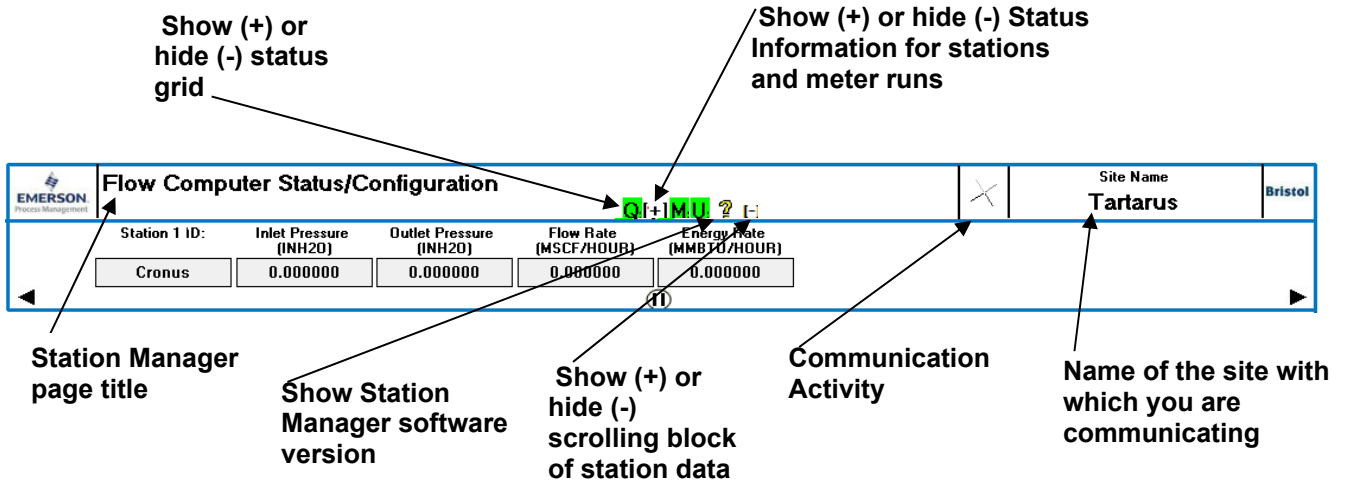 Show (+) or
hide (-) status
grid
Show (+) or hide (-) Status
Information for stations
and meter runs
EMERSON.
Process Management
Flow Computer Status/Configuration
Q [+] M U ? [-]
Site Name
Tartarus
Bristol
Station 1 ID:
Cronus
Inlet Pressure
(INH2O)
0.000000
Outlet Pressure
(INH2O)
0.000000
Flow Rate
(MSCF/HOUR)
0.000000
Energy Rate
(MMBTU/HOUR)
0.000000
Station Manager
page title
Show Station
Manager software
version
Show (+) or
hide (-)
scrolling block
of station data
Communication
Activity
Name of the site with
which you are
communicating